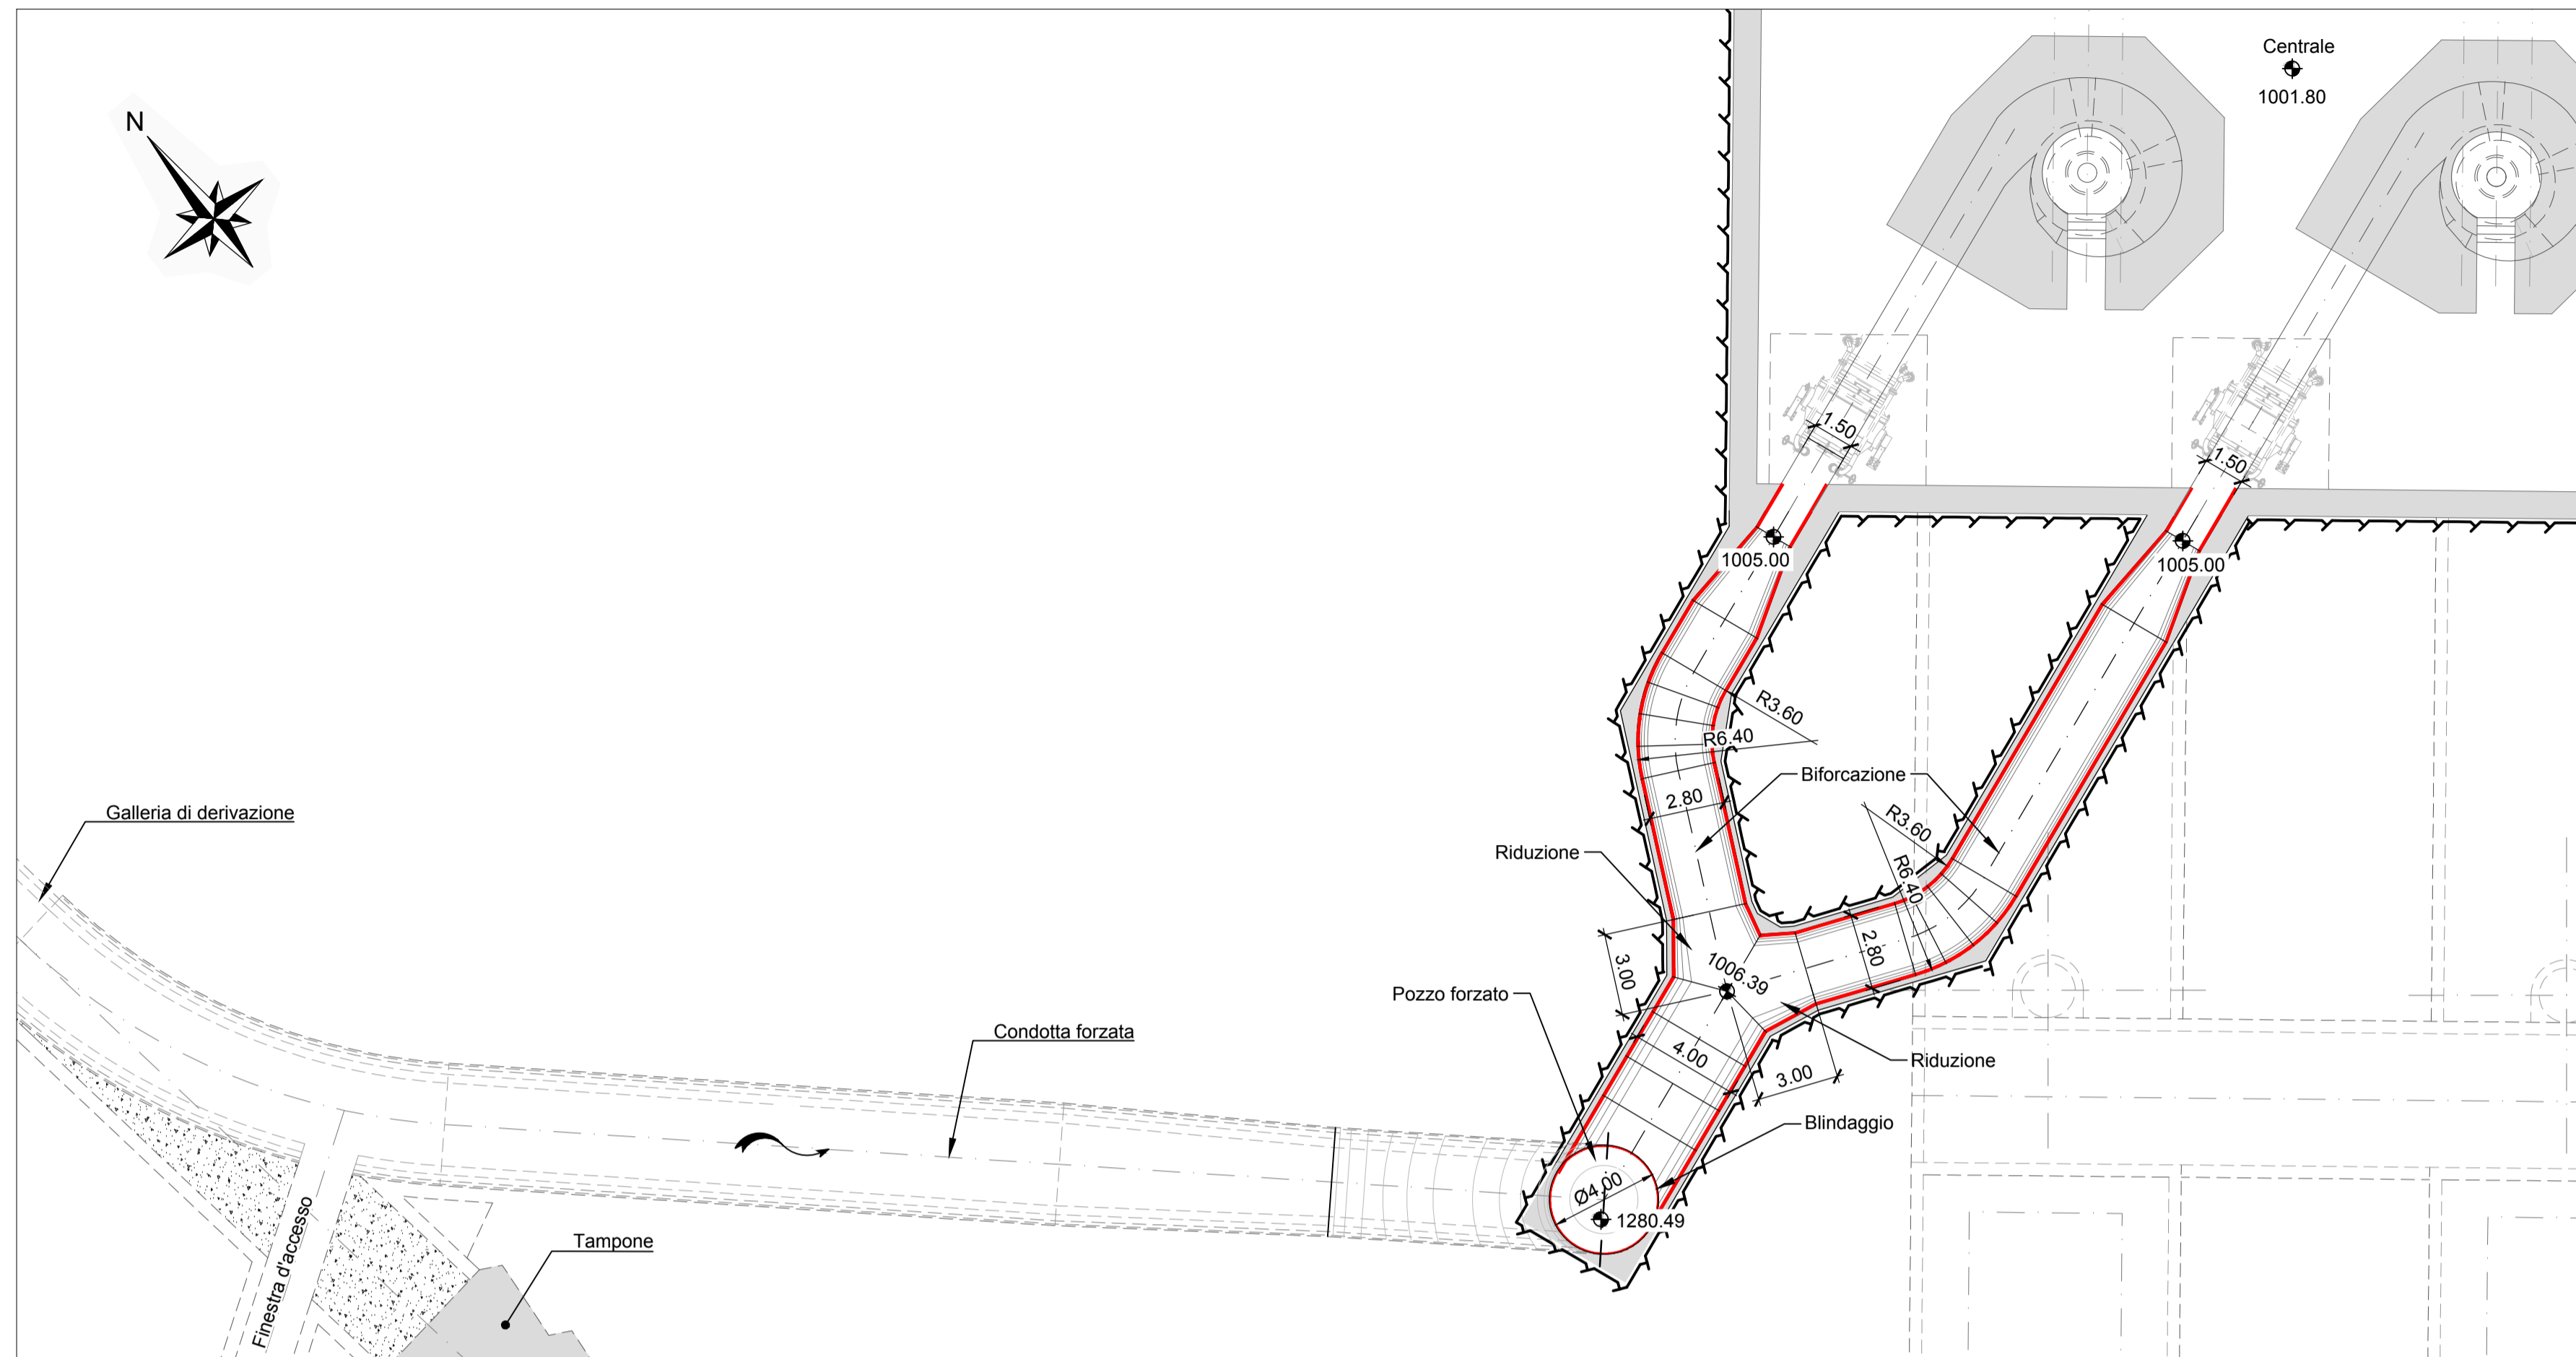 Centrale
1001.80
N
1.50
1.50
1005.00
1005.00
R3.60
R6.40
Biforcazione
2.80
Galleria di derivazione
R3.60
Riduzione
R6.40
2.80
3.00
1006.39
Pozzo forzato
Condotta forzata
4.00
Riduzione
3.00
Blindaggio
Ø4.00
1280.49
Finestra d'accesso
Tampone